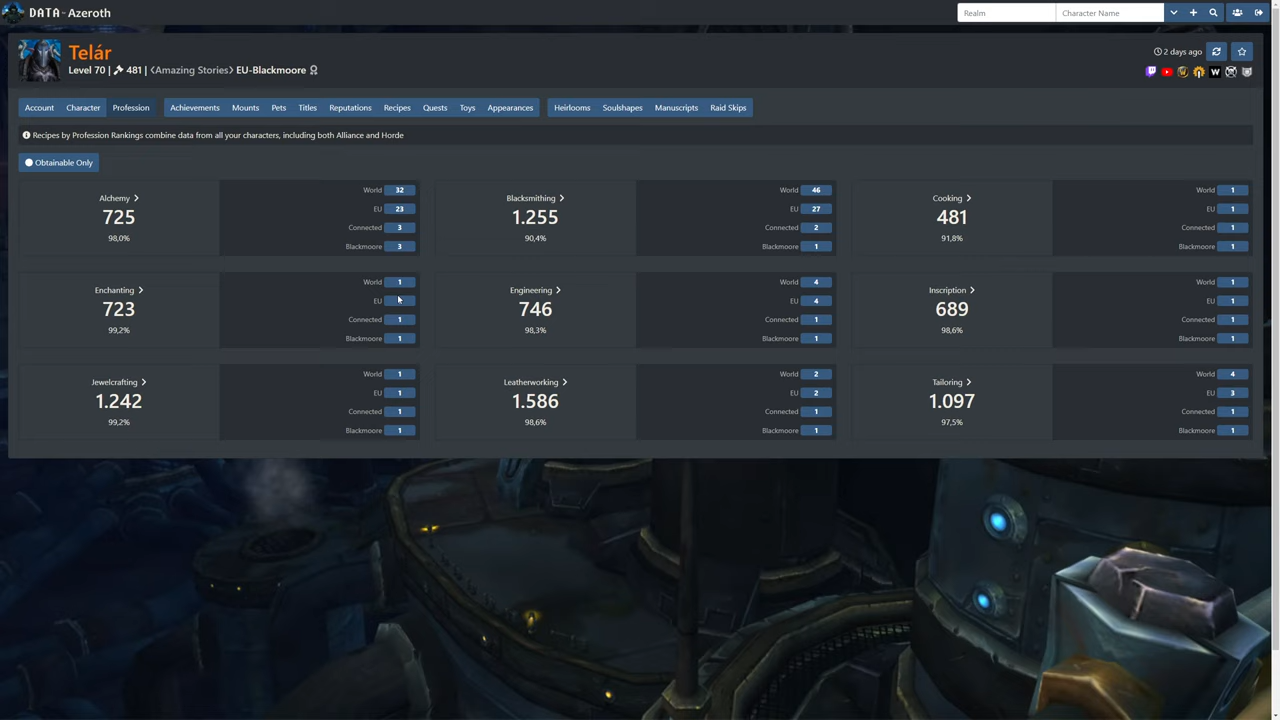 DATA - Azeroth Realm Character Name
Telár 2 days ago
Level 70 | 481 | <Amazing Stories> EU-Blackmoore
Account Character Profession Achievements Mounts Pets Titles Reputations Recipes Quests Toys Appearances Heirlooms Soulshapes Manuscripts Raid Skips
Recipes by Profession Rankings combine data from all your characters, including both Alliance and Horde
Obtainable Only
Alchemy
725
98,0%
World 32
EU 23
Connected 3
Blackmoore 3
Blacksmithing
1.255
90,4%
World 46
EU 27
Connected 2
Blackmoore 1
Cooking
481
91,8%
World 1
EU 1
Connected 1
Blackmoore 1
Enchanting
723
99,2%
World 1
EU
Connected 1
Blackmoore 1
Engineering
746
98,3%
World 4
EU 4
Connected 1
Blackmoore 1
Inscription
689
98,6%
World 1
EU 1
Connected 1
Blackmoore 1
Jewelcrafting
1.242
99,2%
World 1
EU 1
Connected 1
Blackmoore 1
Leatherworking
1.586
98,6%
World 2
EU 2
Connected 1
Blackmoore 1
Tailoring
1.097
97,5%
World 4
EU 3
Connected 1
Blackmoore 1